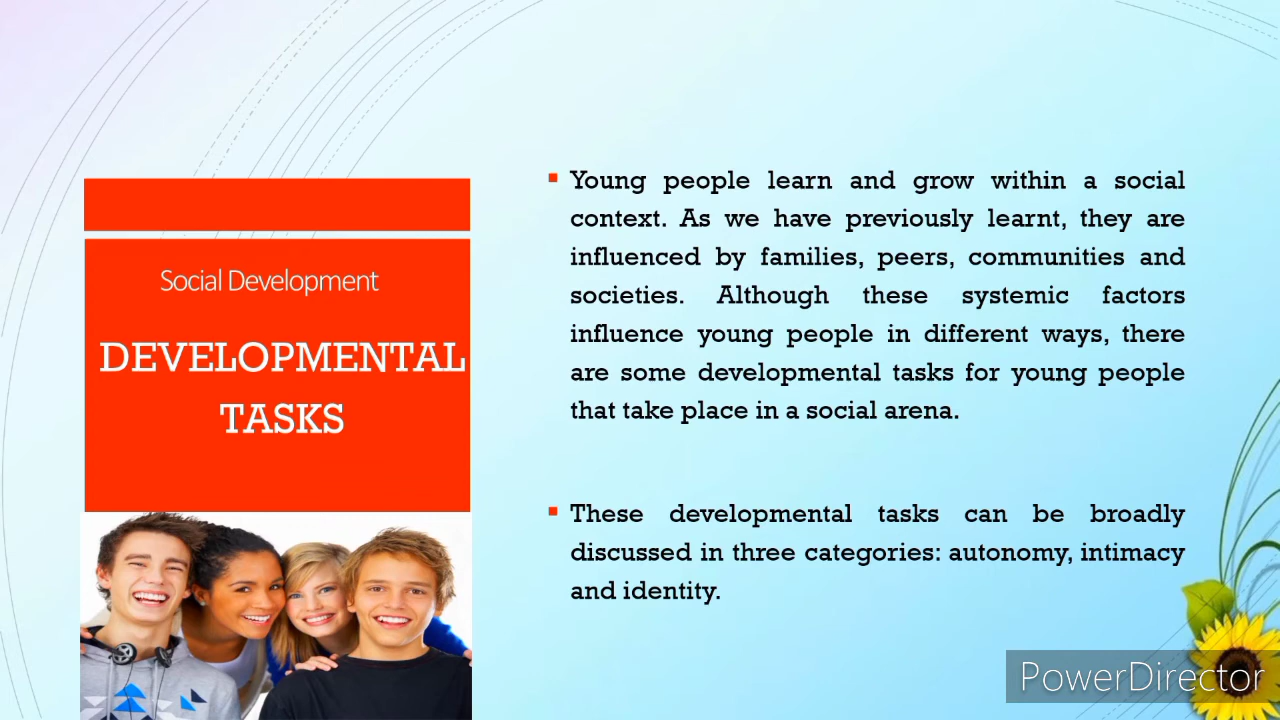 Social Development
DEVELOPMENTAL
TASKS
Young people learn and grow within a social
context. As we have previously learnt, they are
influenced by families, peers, communities and
societies. Although these systemic factors
influence young people in different ways, there
are some developmental tasks for young people
that take place in a social arena.
These developmental tasks can be broadly
discussed in three categories: autonomy, intimacy
and identity.
PowerDirector